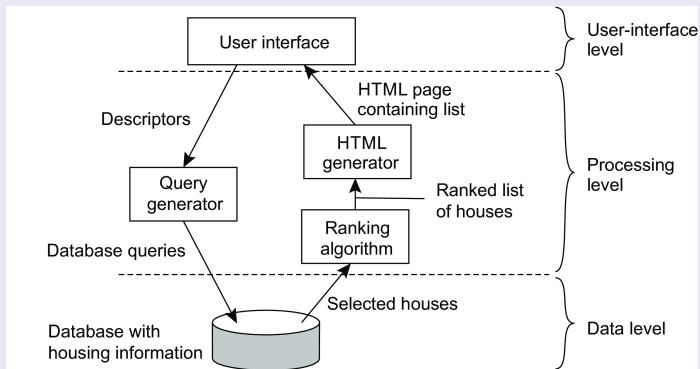 User interface
User-interface
level
HTML page
containing list
Descriptors
HTML
generator
Processing
level
Query
generator
Ranked list
of houses
Ranking
algorithm
Database queries
Selected houses
Database with
housing information
Data level